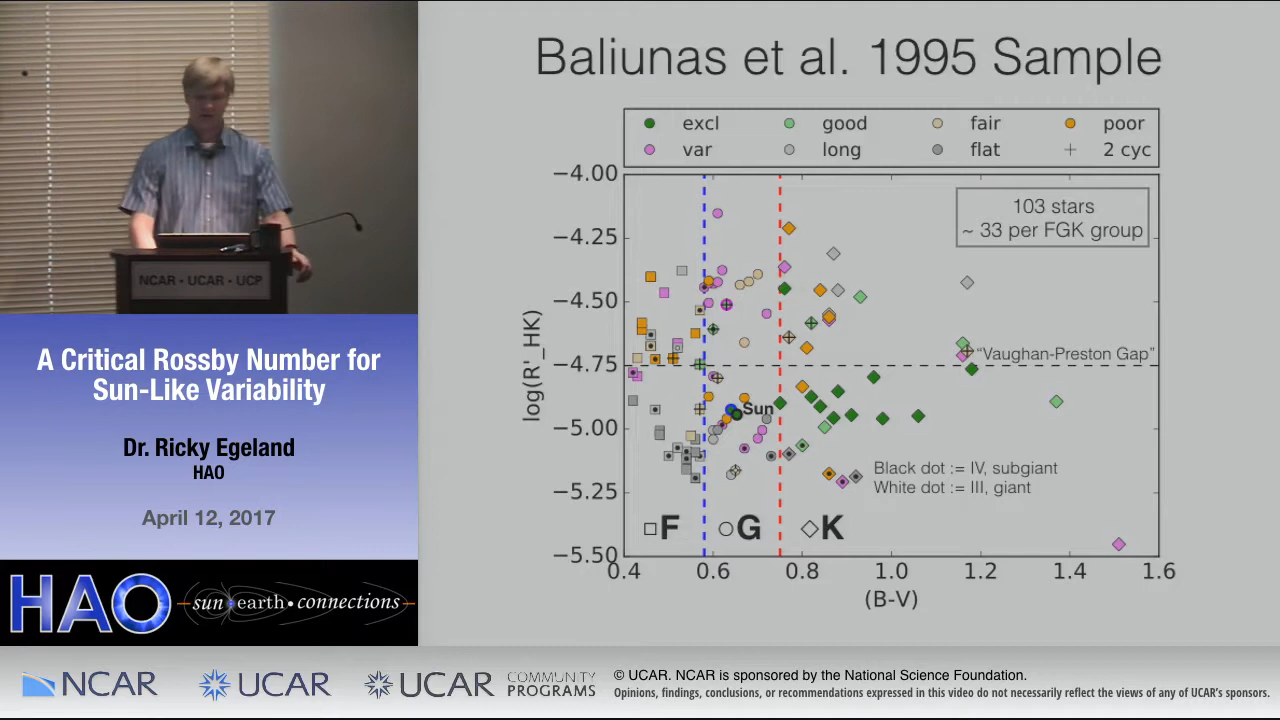 NCAR - UCAR - UCP
A Critical Rossby Number for
Sun-Like Variability
Dr. Ricky Egeland
HAO
April 12, 2017
HAO
sun earth • connections
Baliunas et al. 1995 Sample
excl good fair poor
var long flat 2 cyc
103 stars
~ 33 per FGK group
−4.00
−4.25
−4.50
−4.75
−5.00
−5.25
−5.50
log(R'_HK)
"Vaughan-Preston Gap"
Sun
Black dot := IV, subgiant
White dot := III, giant
F G K
0.4 0.6 0.8 1.0 1.2 1.4 1.6
(B-V)
NCAR
UCAR
UCAR
COMMUNITY
PROGRAMS
© UCAR. NCAR is sponsored by the National Science Foundation.
Opinions, findings, conclusions, or recommendations expressed in this video do not necessarily reflect the views of any of UCAR's sponsors.